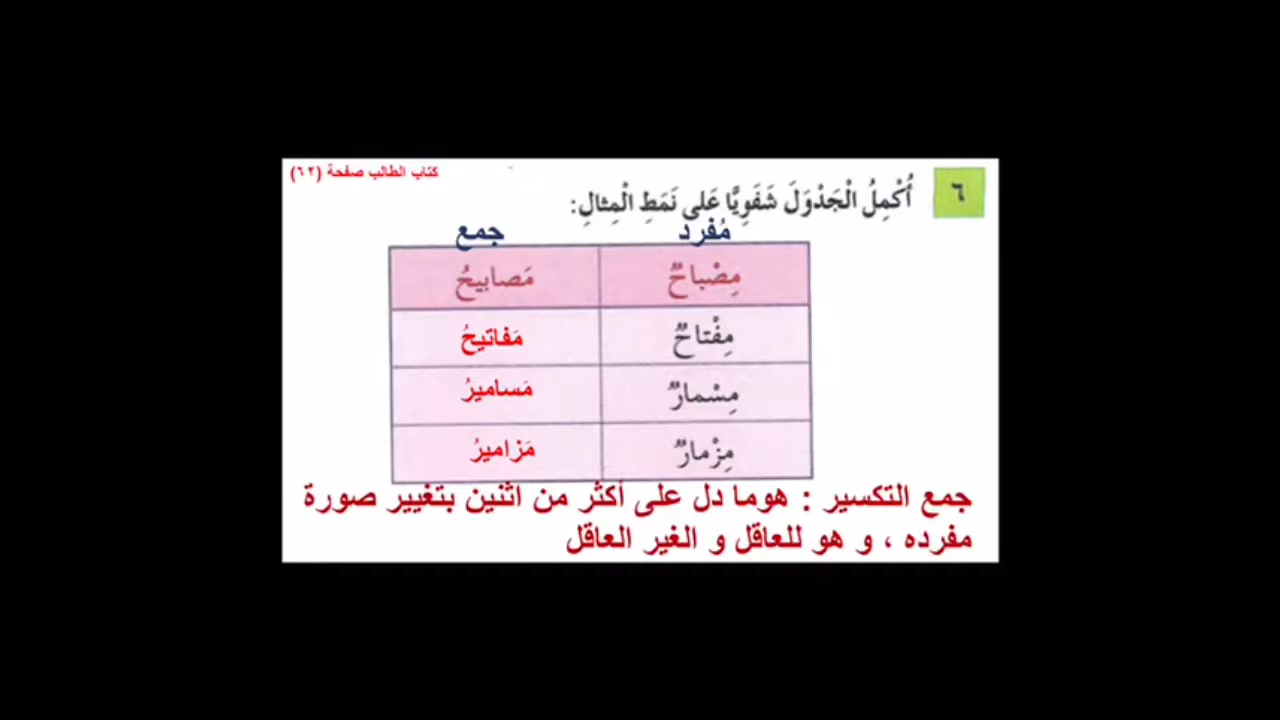 كتاب الطالب صفحة (٦٢)
٦ أُكْمِلُ الْجَدْوَلَ شَفَوِيًّا عَلى نَمَطِ الْمِثالِ:
مُفرد جمع
مِصْباحٌ مَصابيحُ
مِفْتاحٌ مَفاتيحُ
مِسْمارٌ مَساميرُ
مِزْمارٌ مَزاميرُ
جمع التكسير : هوما دل على أكثر من اثنين بتغيير صورة
مفرده ، و هو للعاقل و الغير العاقل